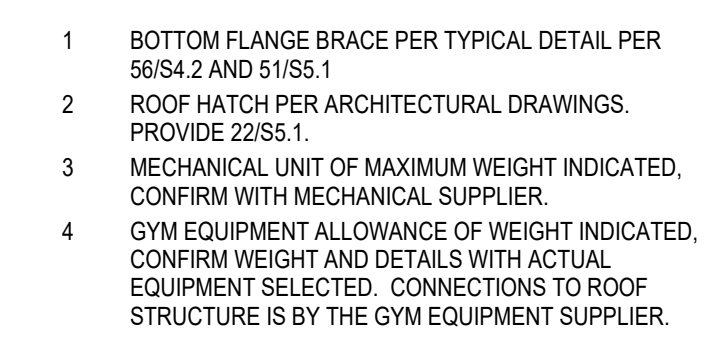 1 BOTTOM FLANGE BRACE PER TYPICAL DETAIL PER
56/S4.2 AND 51/S5.1
2 ROOF HATCH PER ARCHITECTURAL DRAWINGS.
PROVIDE 22/S5.1.
3 MECHANICAL UNIT OF MAXIMUM WEIGHT INDICATED,
CONFIRM WITH MECHANICAL SUPPLIER.
4 GYM EQUIPMENT ALLOWANCE OF WEIGHT INDICATED,
CONFIRM WEIGHT AND DETAILS WITH ACTUAL
EQUIPMENT SELECTED.  CONNECTIONS TO ROOF
STRUCTURE IS BY THE GYM EQUIPMENT SUPPLIER.